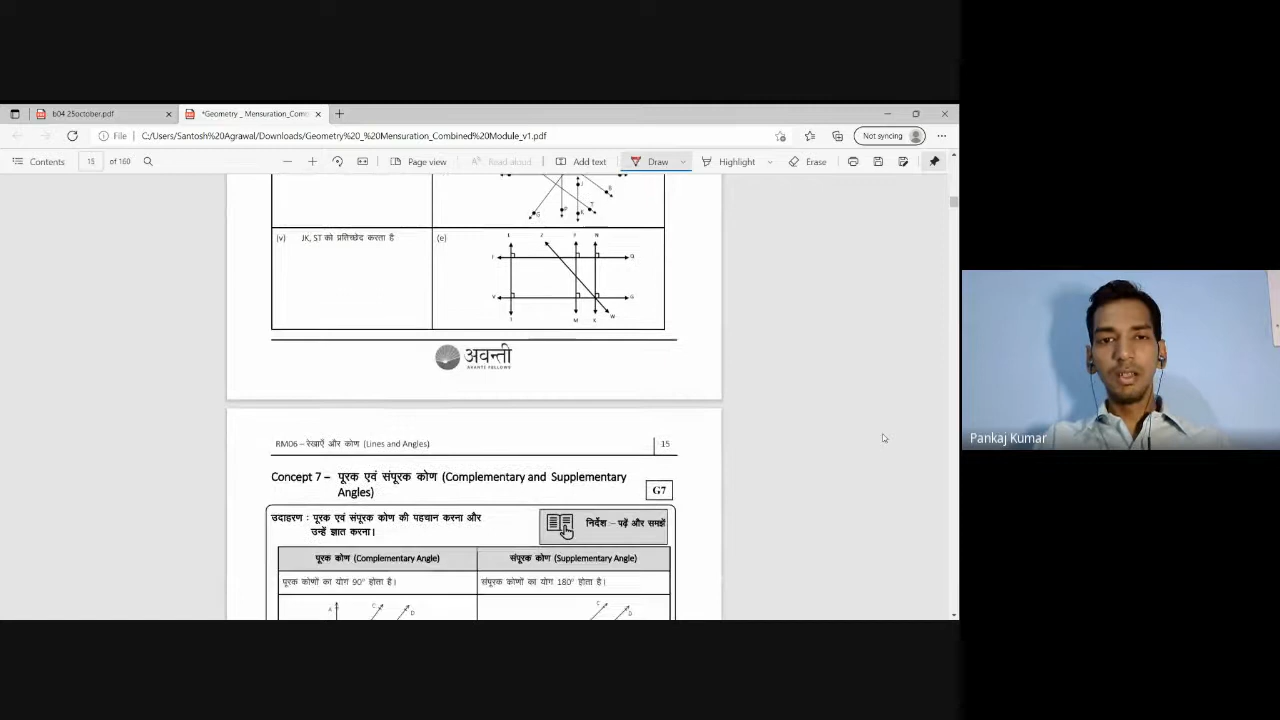 b04 25october.pdf
*Geometry _ Mensuration_Comb
File
C:/Users/Santosh%20Agrawal/Downloads/Geometry%20_%20Mensuration_Combined%20Module_v1.pdf
Not syncing
Contents
15
of 160
Page view
Read aloud
Add text
Draw
Highlight
Erase
(v) JK, ST को प्रतिच्छेद करता है
(e)
अवन्ती
AVANTI FELLOWS
RM06 – रेखाएँ और कोण (Lines and Angles)
15
Concept 7 – पूरक एवं संपूरक कोण (Complementary and Supplementary
Angles)
G7
उदाहरण : पूरक एवं संपूरक कोण की पहचान करना और
उन्हें ज्ञात करना।
निर्देश :– पढ़ें और समझें
पूरक कोण (Complementary Angle)
संपूरक कोण (Supplementary Angle)
पूरक कोणों का योग 90° होता है।
संपूरक कोणों का योग 180° होता है।
A
C
D
C
D
Pankaj Kumar